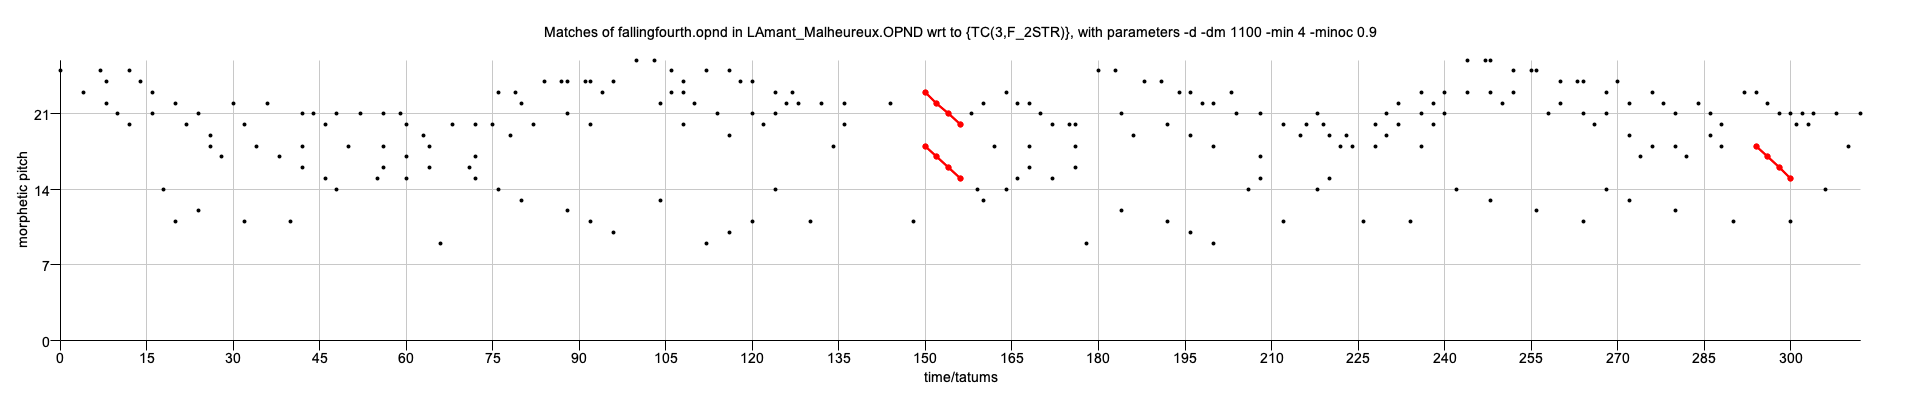 Matches of fallingfourth.opnd in LAmant_Malheureux.OPND wrt to {TC(3,F_2STR)}, with parameters -d -dm 1100 -min 4 -minoc 0.9
morphetic pitch
21
14
7
0
0 15 30 45 60 75 90 105 120 135 150 165 180 195 210 225 240 255 270 285 300
time/tatums